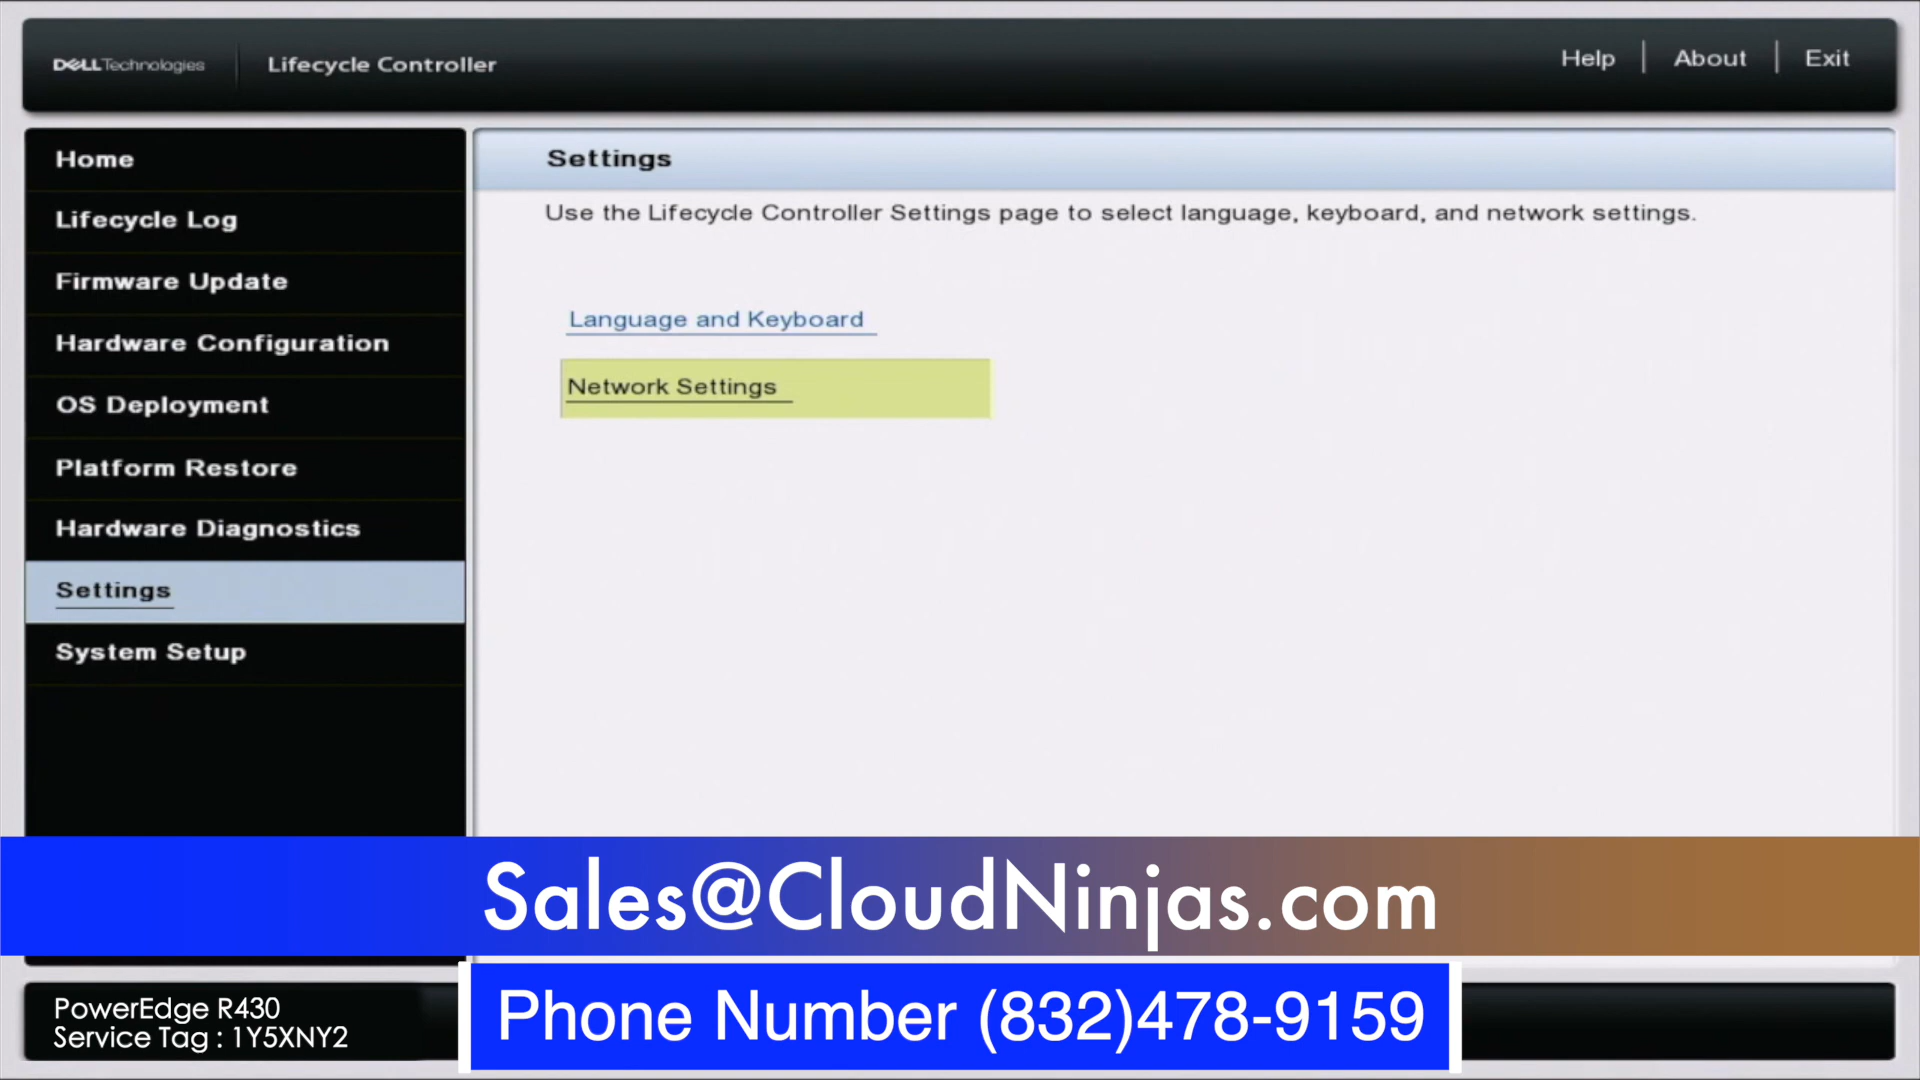 DELL Technologies
Lifecycle Controller
Help
About
Exit
Home
Lifecycle Log
Firmware Update
Hardware Configuration
OS Deployment
Platform Restore
Hardware Diagnostics
Settings
System Setup
Settings
Use the Lifecycle Controller Settings page to select language, keyboard, and network settings.
Language and Keyboard
Network Settings
Sales@CloudNinjas.com
Phone Number (832)478-9159
PowerEdge R430
Service Tag : 1Y5XNY2